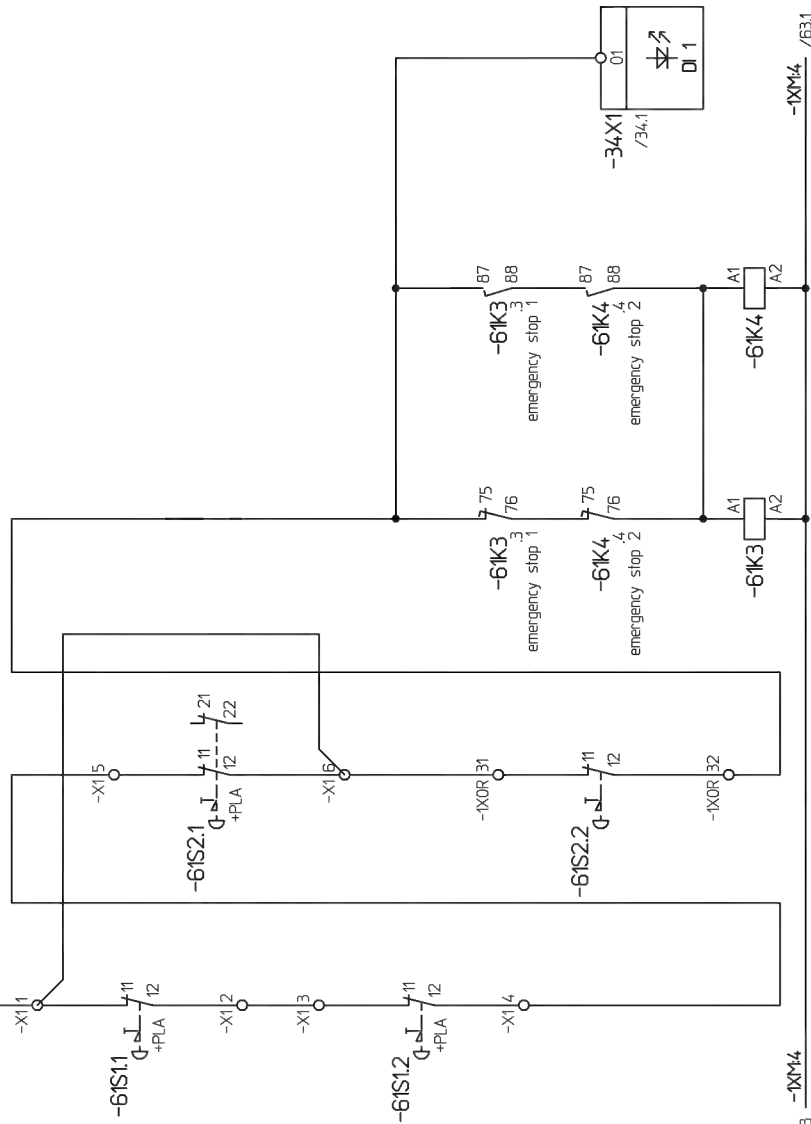 -X1 1
11
12
-61S1.1
+PLA
-X1 2
-X1 3
11
12
-61S1.2
+PLA
-X1 4
-X1 5
11
12
21
22
-61S2.1
+PLA
-X1 6
-1X0R 31
11
12
-61S2.2
-1X0R 32
75
76
-61K3
.3
emergency stop 1
75
76
-61K4
.4
emergency stop 2
A1
A2
-61K3
87
88
-61K3
.3
emergency stop 1
87
88
-61K4
.4
emergency stop 2
A1
A2
-61K4
01
DI 1
-34X1
/34.1
-1XM:4
-1XM:4
/63.1